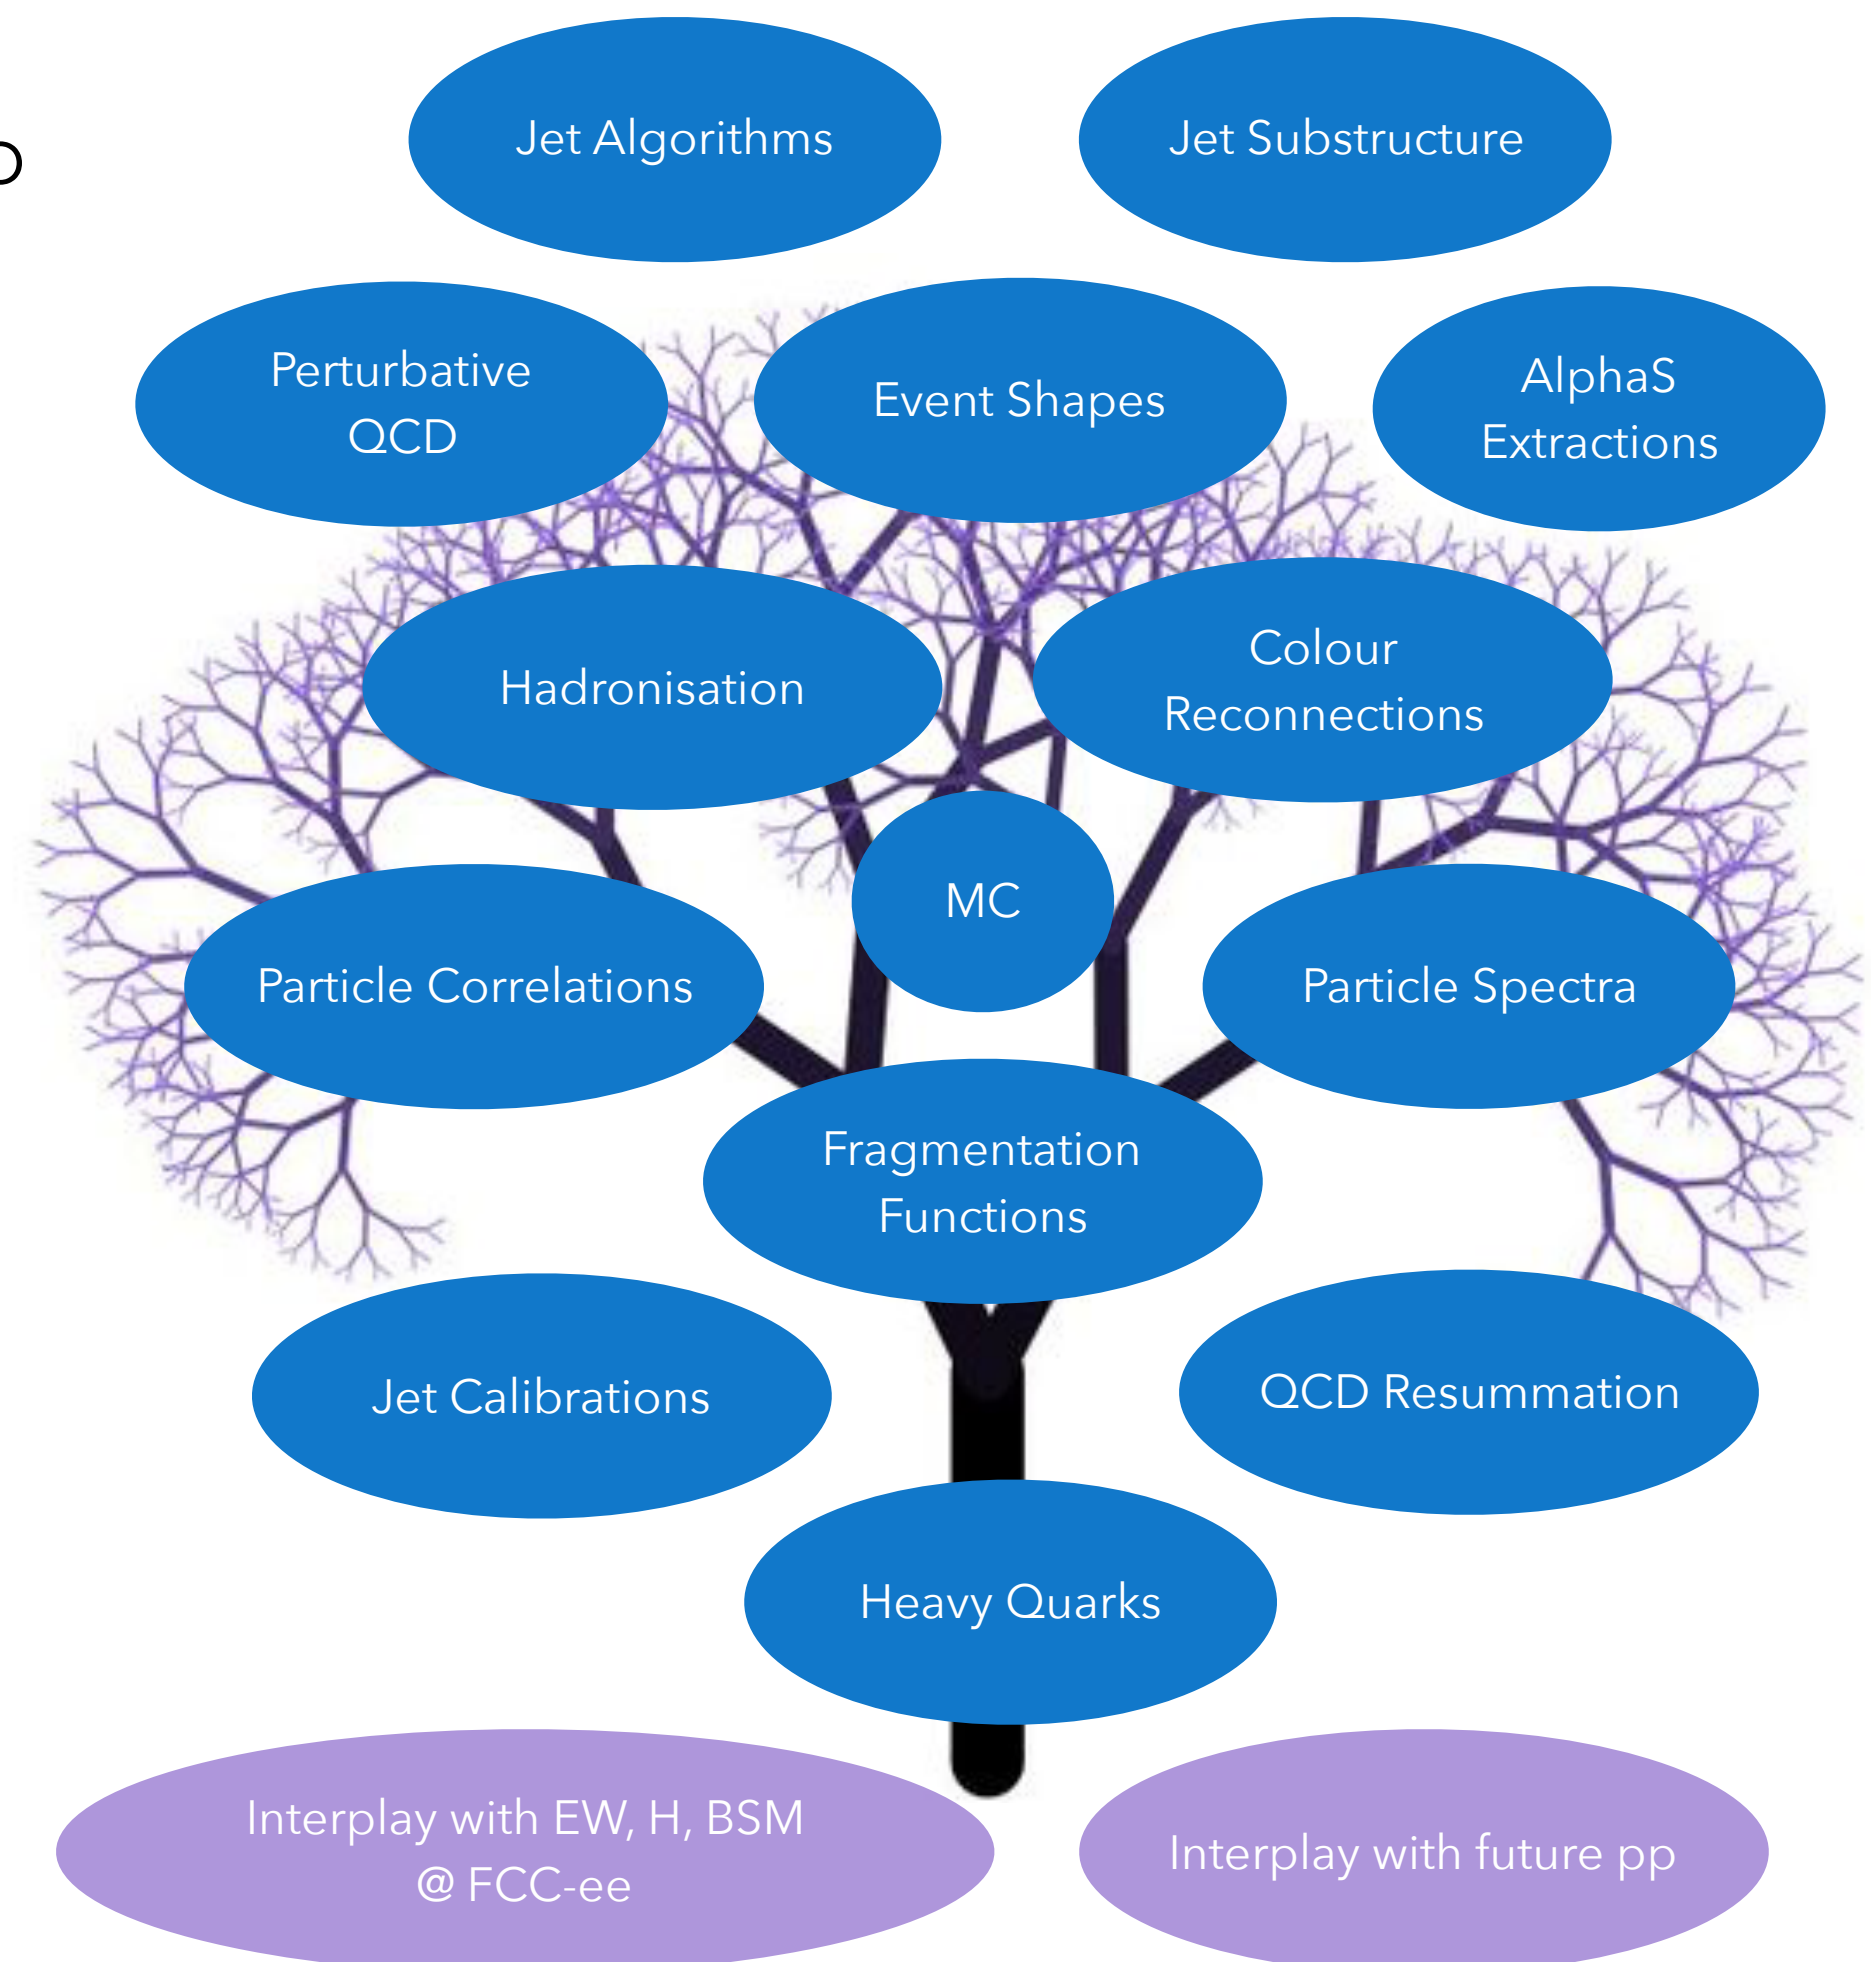 Jet Algorithms
Jet Substructure
Perturbative
QCD
Event Shapes
AlphaS
Extractions
Hadronisation
Colour
Reconnections
MC
Particle Correlations
Particle Spectra
Fragmentation
Functions
Jet Calibrations
QCD Resummation
Heavy Quarks
Interplay with EW, H, BSM
@ FCC-ee
Interplay with future pp